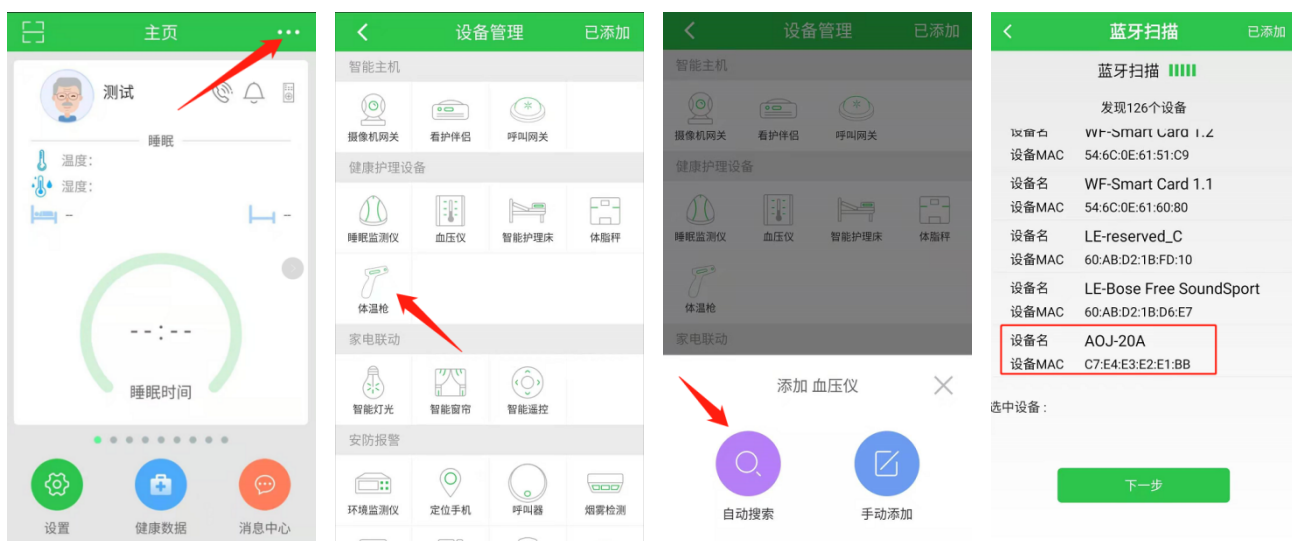 主页
测试
睡眠
温度:
湿度:
-
-
--:--
睡眠时间
设置
健康数据
消息中心
设备管理
已添加
智能主机
摄像机网关
看护伴侣
呼叫网关
健康护理设备
睡眠监测仪
血压仪
智能护理床
体脂秤
体温枪
家电联动
智能灯光
智能窗帘
智能遥控
安防报警
环境监测仪
定位手机
呼叫器
烟雾检测
设备管理
已添加
智能主机
摄像机网关
看护伴侣
呼叫网关
健康护理设备
睡眠监测仪
血压仪
智能护理床
体脂秤
体温枪
家电联动
添加 血压仪
自动搜索
手动添加
蓝牙扫描
已添加
蓝牙扫描
发现126个设备
设备名 WF-Smart Card 1.2
设备MAC 54:6C:0E:61:51:C9
设备名 WF-Smart Card 1.1
设备MAC 54:6C:0E:61:60:80
设备名 LE-reserved_C
设备MAC 60:AB:D2:1B:FD:10
设备名 LE-Bose Free SoundSport
设备MAC 60:AB:D2:1B:D6:E7
设备名 AOJ-20A
设备MAC C7:E4:E3:E2:E1:BB
选中设备 :
下一步